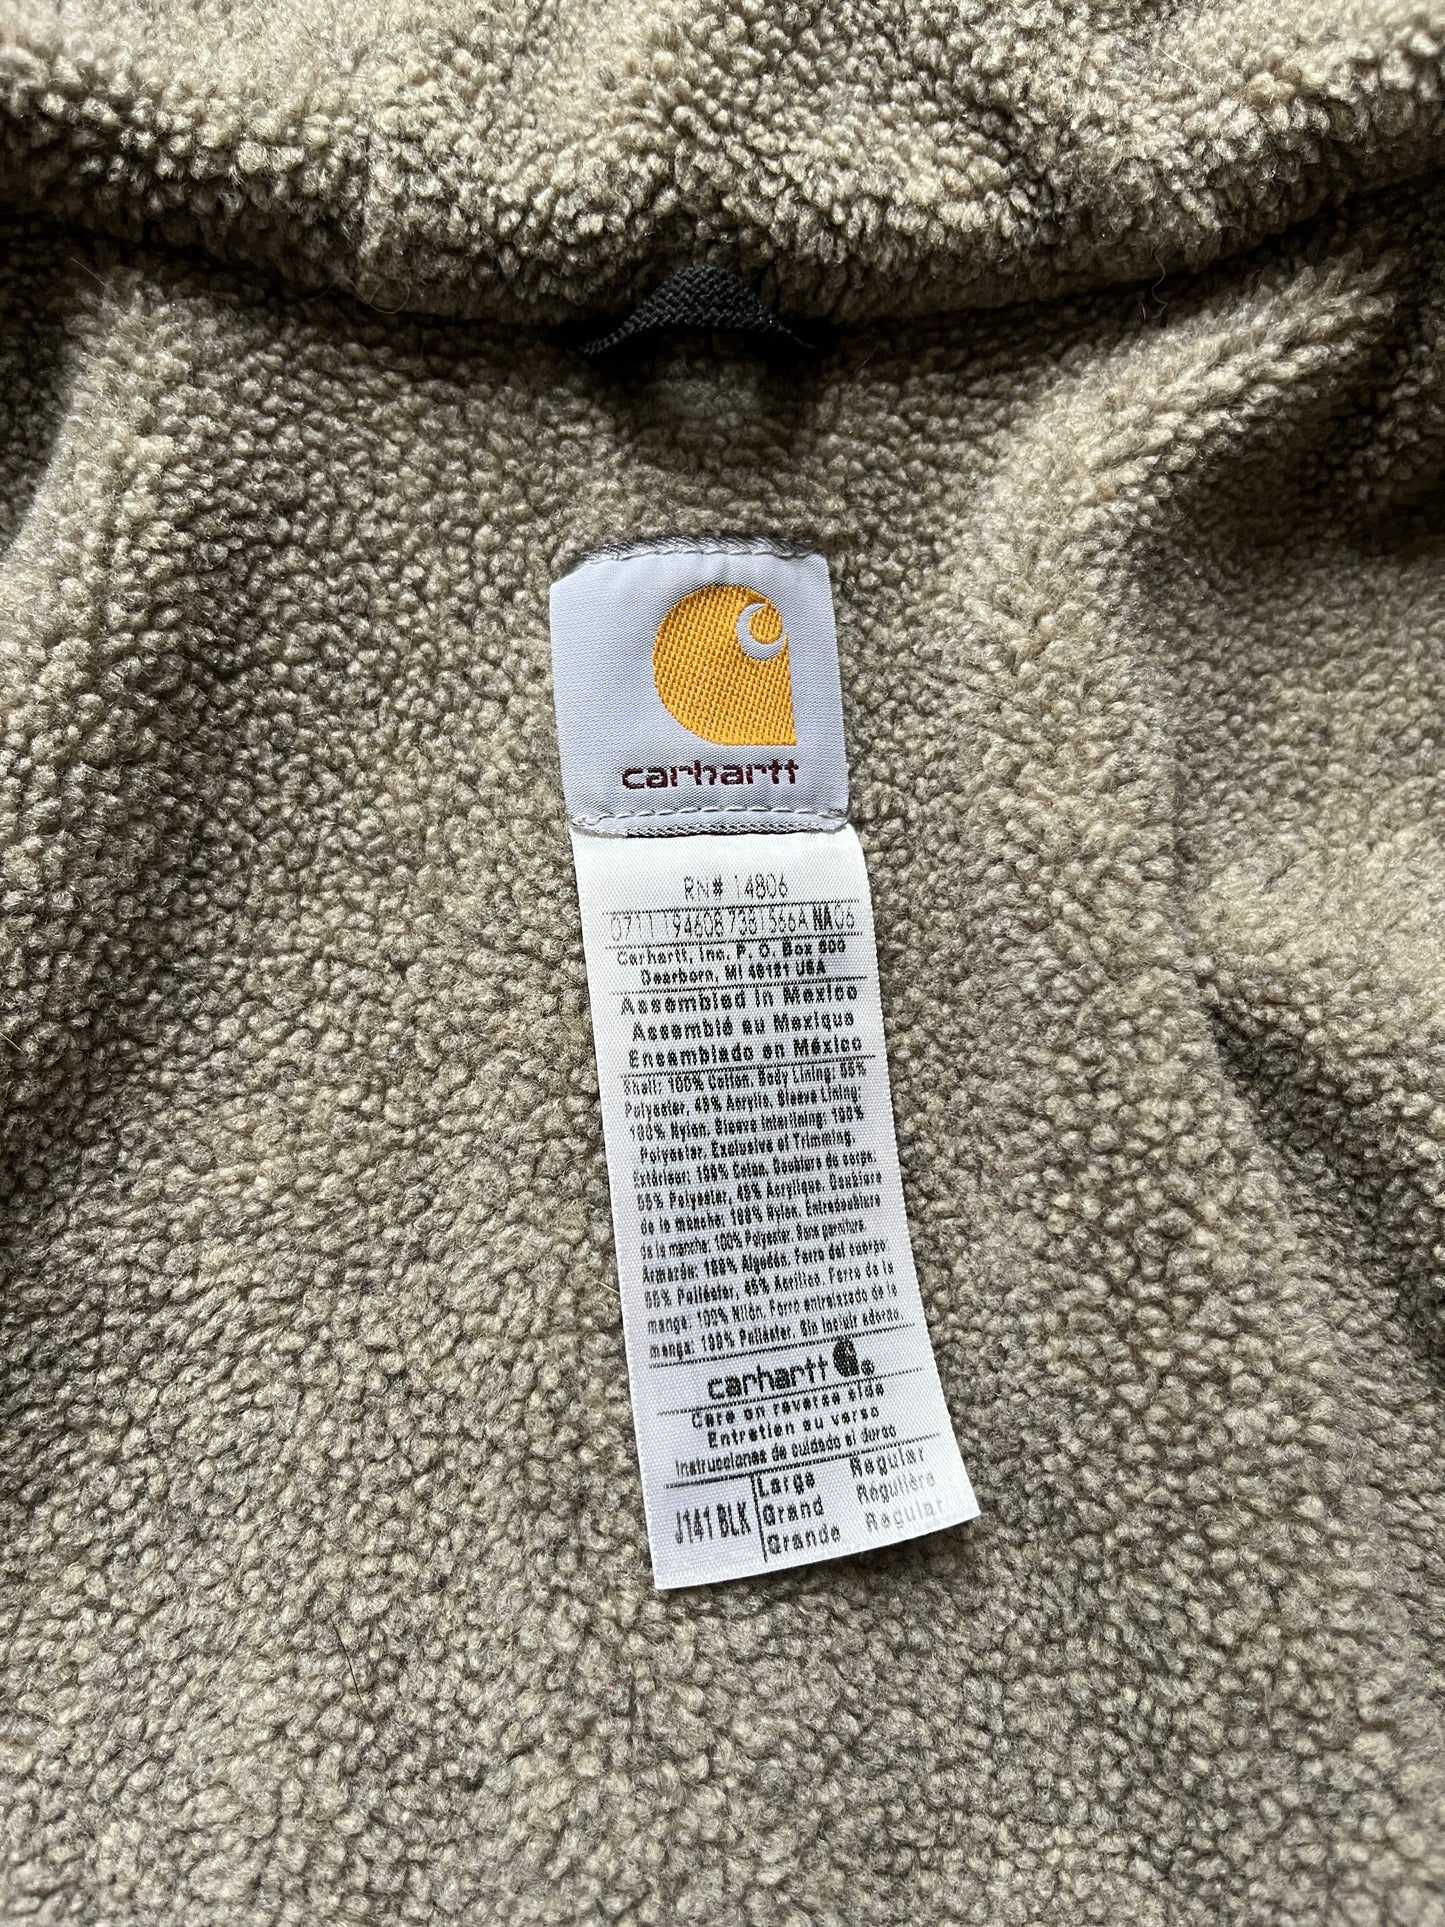 carhartt
RN# 14806
0711 194608 7381566A NA06
Carhartt, Inc. P. O. Box 600
Dearborn, MI 48121 USA
Assembled in Mexico
Assemblé au Mexique
Ensamblado en México
Shell: 100% Cotton. Body Lining: 55%
Polyester, 45% Acrylic. Sleeve Lining:
100% Nylon. Sleeve Interlining: 100%
Polyester. Exclusive of Trimming.
Extérieur: 100% Coton. Doublure de corps:
55% Polyester, 45% Acrylique. Doublure
de la manche: 100% Nylon. Entredoublure
de la manche: 100% Polyester. Sans garniture.
Armazón: 100% Algodón. Forro del cuerpo:
55% Poliéster, 45% Acrílico. Forro de la
manga: 100% Nilón. Forro entrelazado de la
manga: 100% Poliéster. Sin incluir adorno.
carhartt ®
Care on reverse side
Entretien au verso
Instrucciones de cuidado al dorso
J141 BLK Large Regular
Grand Régulière
Grande Regular